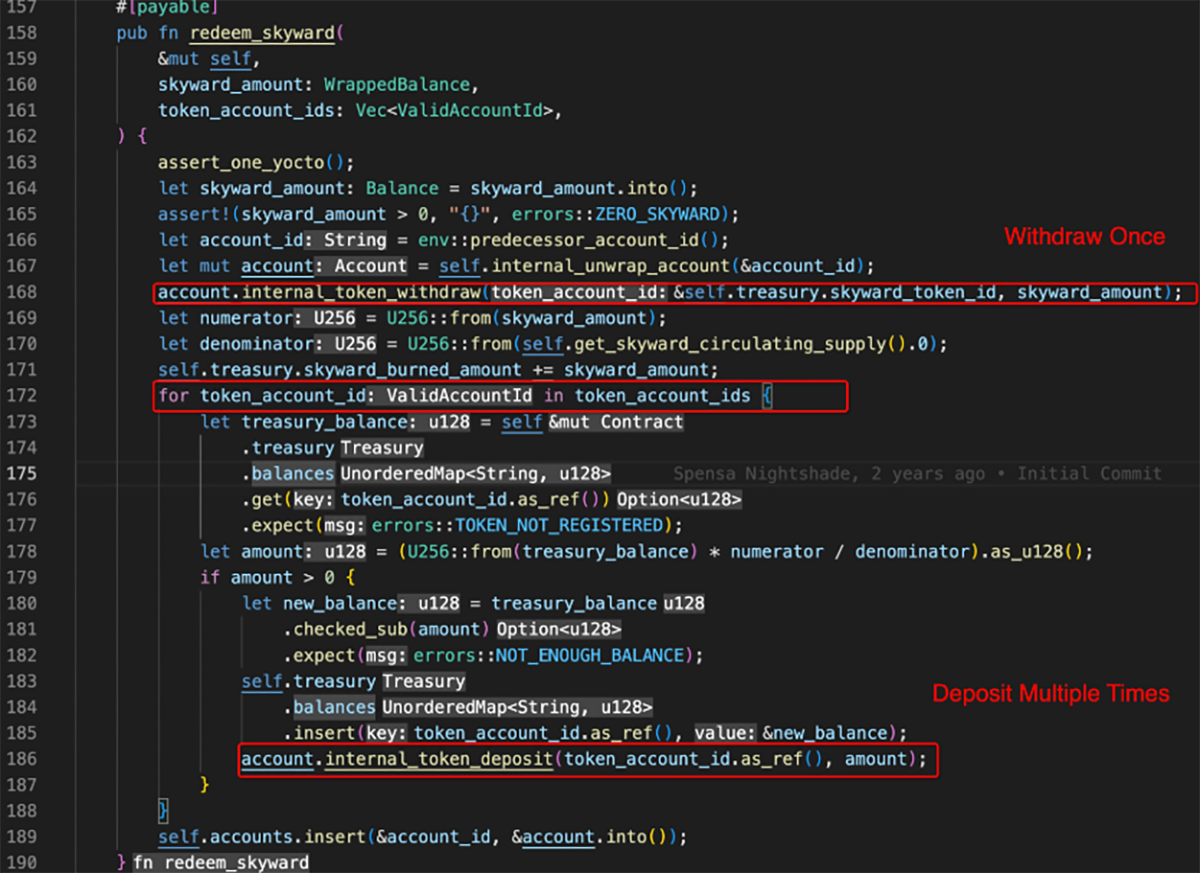 157 #[payable]
158 pub fn redeem_skyward(
159 &mut self,
160 skyward_amount: WrappedBalance,
161 token_account_ids: Vec<ValidAccountId>,
162 ) {
163 assert_one_yocto();
164 let skyward_amount: Balance = skyward_amount.into();
165 assert!(skyward_amount > 0, "{}", errors::ZERO_SKYWARD);
166 let account_id: String = env::predecessor_account_id();
Withdraw Once
167 let mut account: Account = self.internal_unwrap_account(&account_id);
168 account.internal_token_withdraw(token_account_id: &self.treasury.skyward_token_id, skyward_amount);
169 let numerator: U256 = U256::from(skyward_amount);
170 let denominator: U256 = U256::from(self.get_skyward_circulating_supply().0);
171 self.treasury.skyward_burned_amount += skyward_amount;
172 for token_account_id: ValidAccountId in token_account_ids {
173 let treasury_balance: u128 = self &mut Contract
174 .treasury Treasury
175 .balances UnorderedMap<String, u128> Spensa Nightshade, 2 years ago • Initial Commit
176 .get(key: token_account_id.as_ref()) Option<u128>
177 .expect(msg: errors::TOKEN_NOT_REGISTERED);
178 let amount: u128 = (U256::from(treasury_balance) * numerator / denominator).as_u128();
179 if amount > 0 {
180 let new_balance: u128 = treasury_balance u128
181 .checked_sub(amount) Option<u128>
182 .expect(msg: errors::NOT_ENOUGH_BALANCE);
183 self.treasury Treasury
Deposit Multiple Times
184 .balances UnorderedMap<String, u128>
185 .insert(key: token_account_id.as_ref(), value: &new_balance);
186 account.internal_token_deposit(token_account_id.as_ref(), amount);
187 }
188 }
189 self.accounts.insert(&account_id, &account.into());
190 } fn redeem_skyward